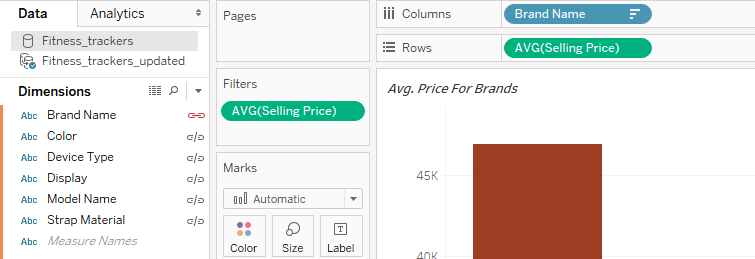 Data
Analytics
Fitness_trackers
Fitness_trackers_updated
Dimensions
Abc Brand Name
Abc Color
Abc Device Type
Abc Display
Abc Model Name
Abc Strap Material
Abc Measure Names
Pages
Filters
AVG(Selling Price)
Marks
Automatic
Color
Size
T
Label
Columns
Brand Name
Rows
AVG(Selling Price)
Avg. Price For Brands
45K
40K